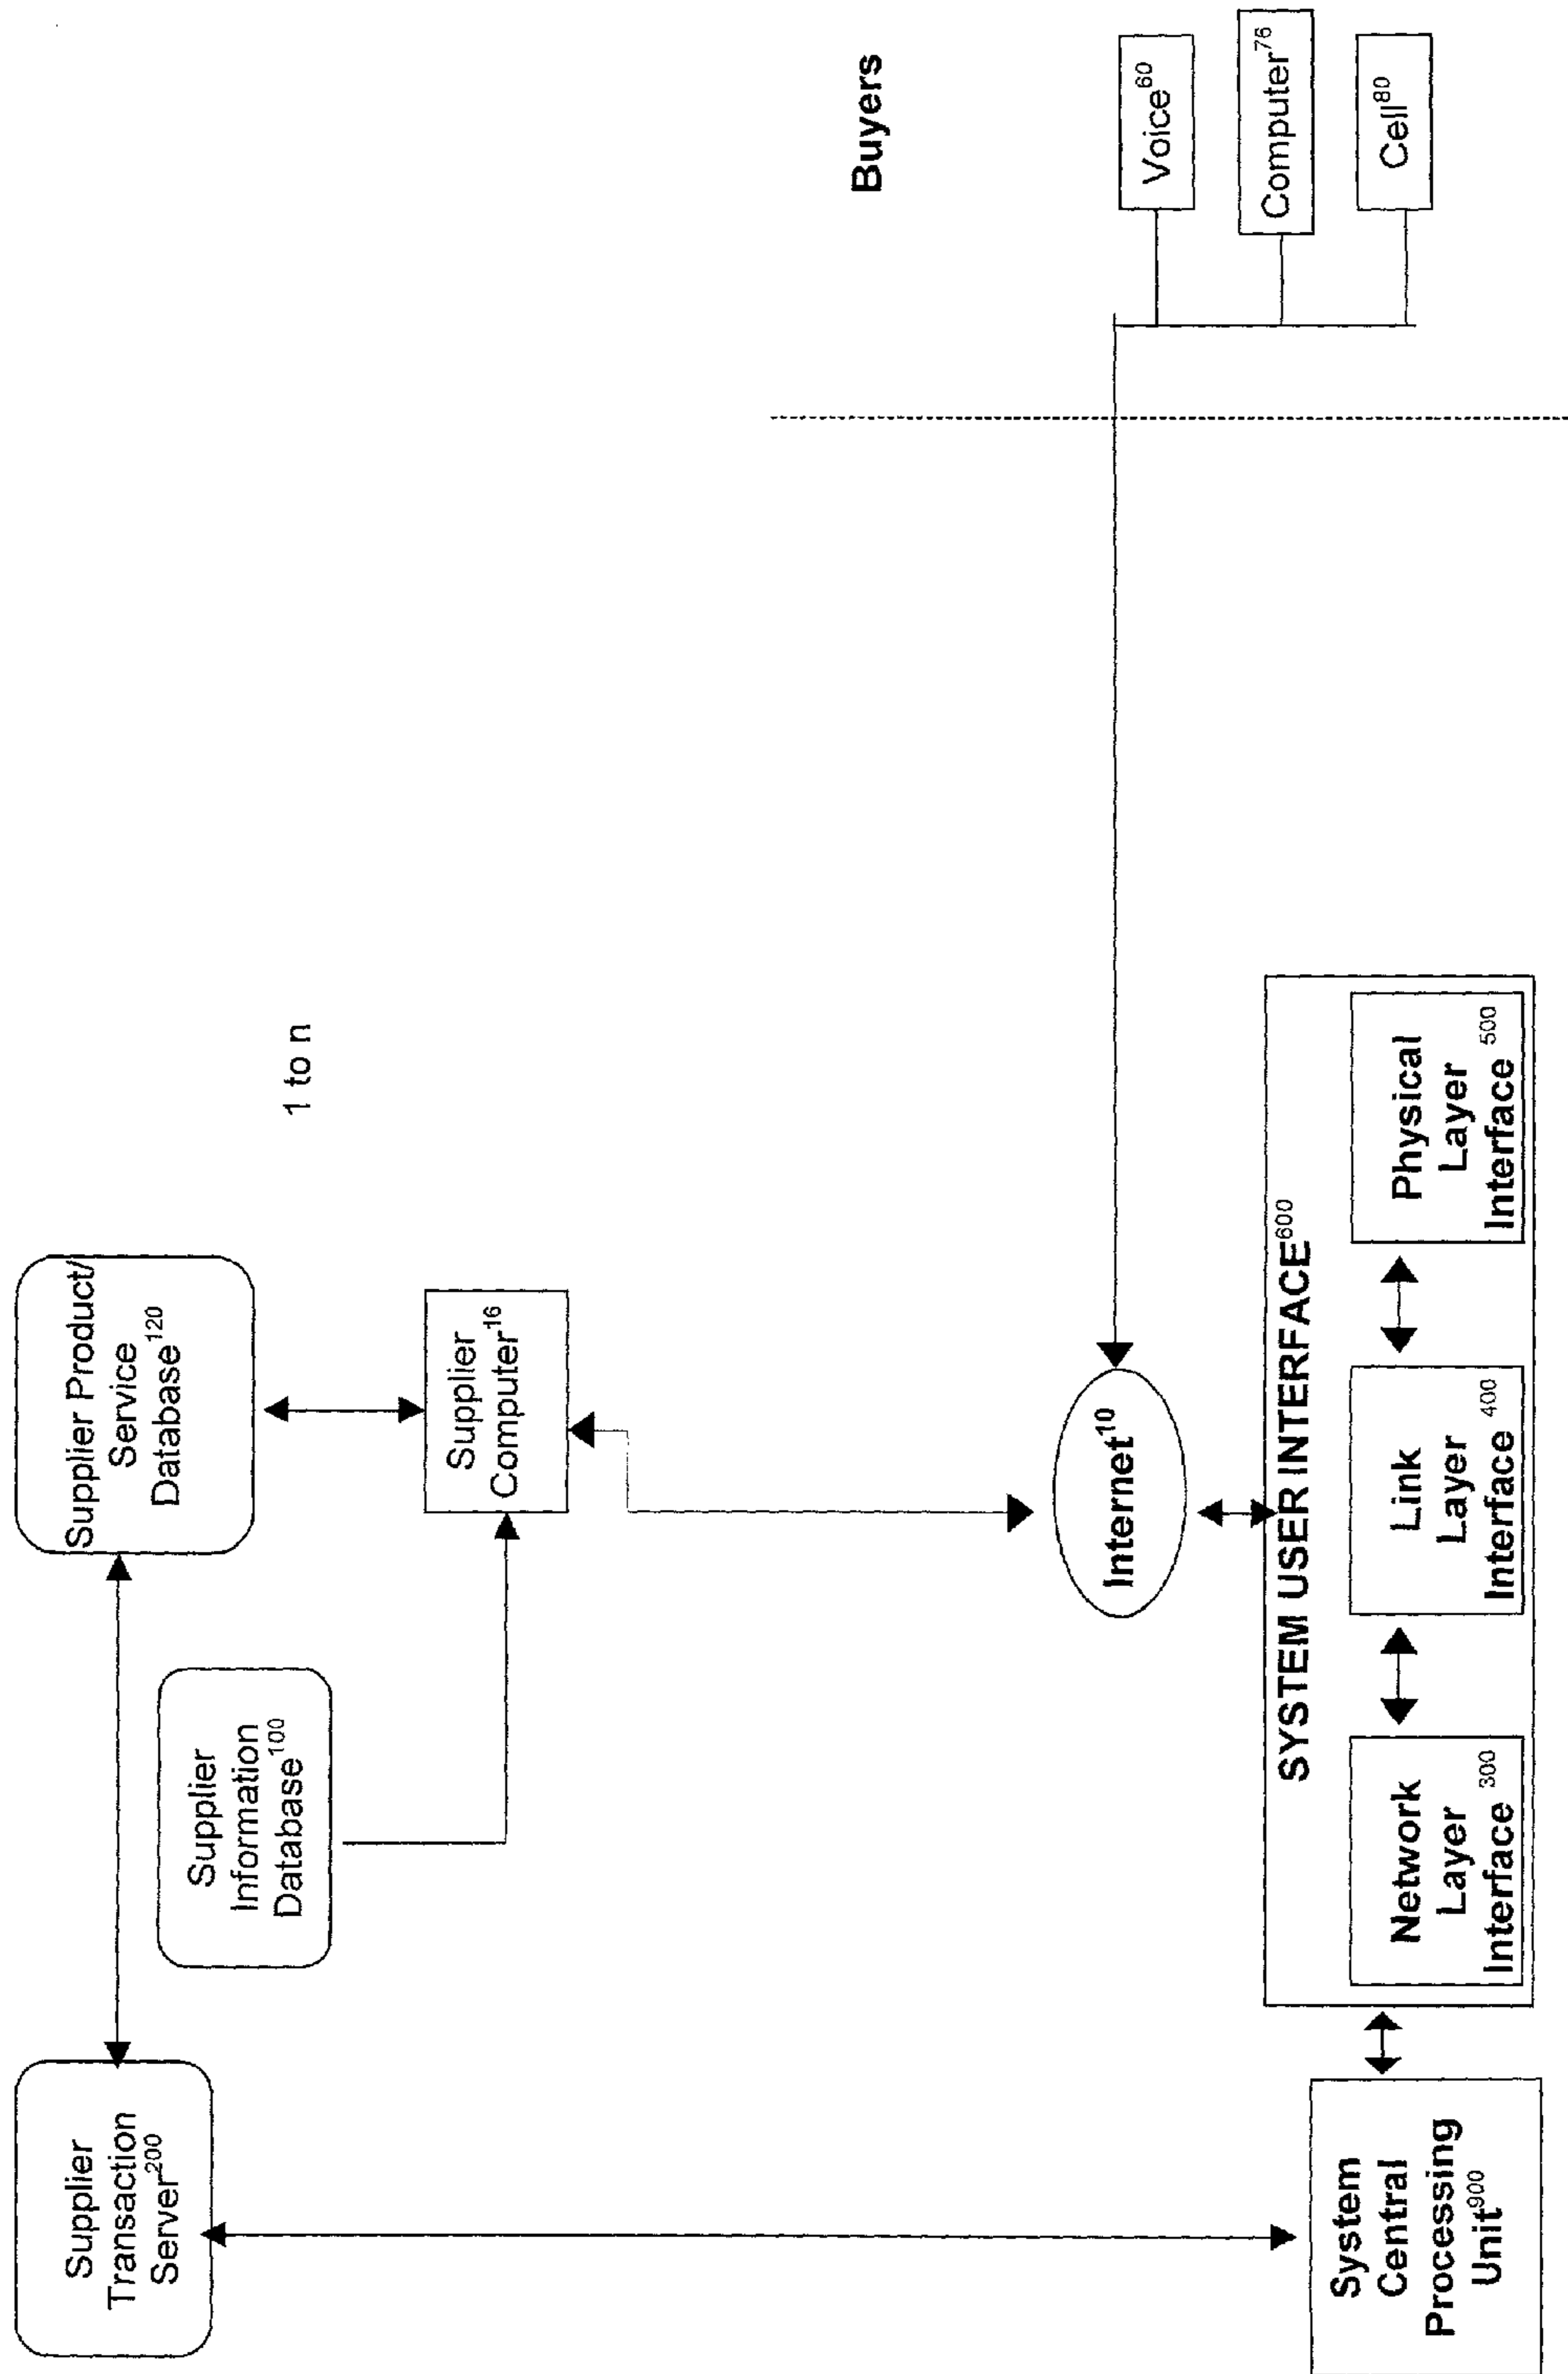 Supplier
Transaction
Server200
Supplier Product/
Service
Database120
Supplier
Information
Database100
1 to n
Supplier
Computer16
Buyers
Voice60
Computer76
Cell80
Internet10
SYSTEM USER INTERFACE600
System
Central
Processing
Unit900
Network
Layer
Interface 300
Link
Layer
Interface 400
Physical
Layer
Interface 500